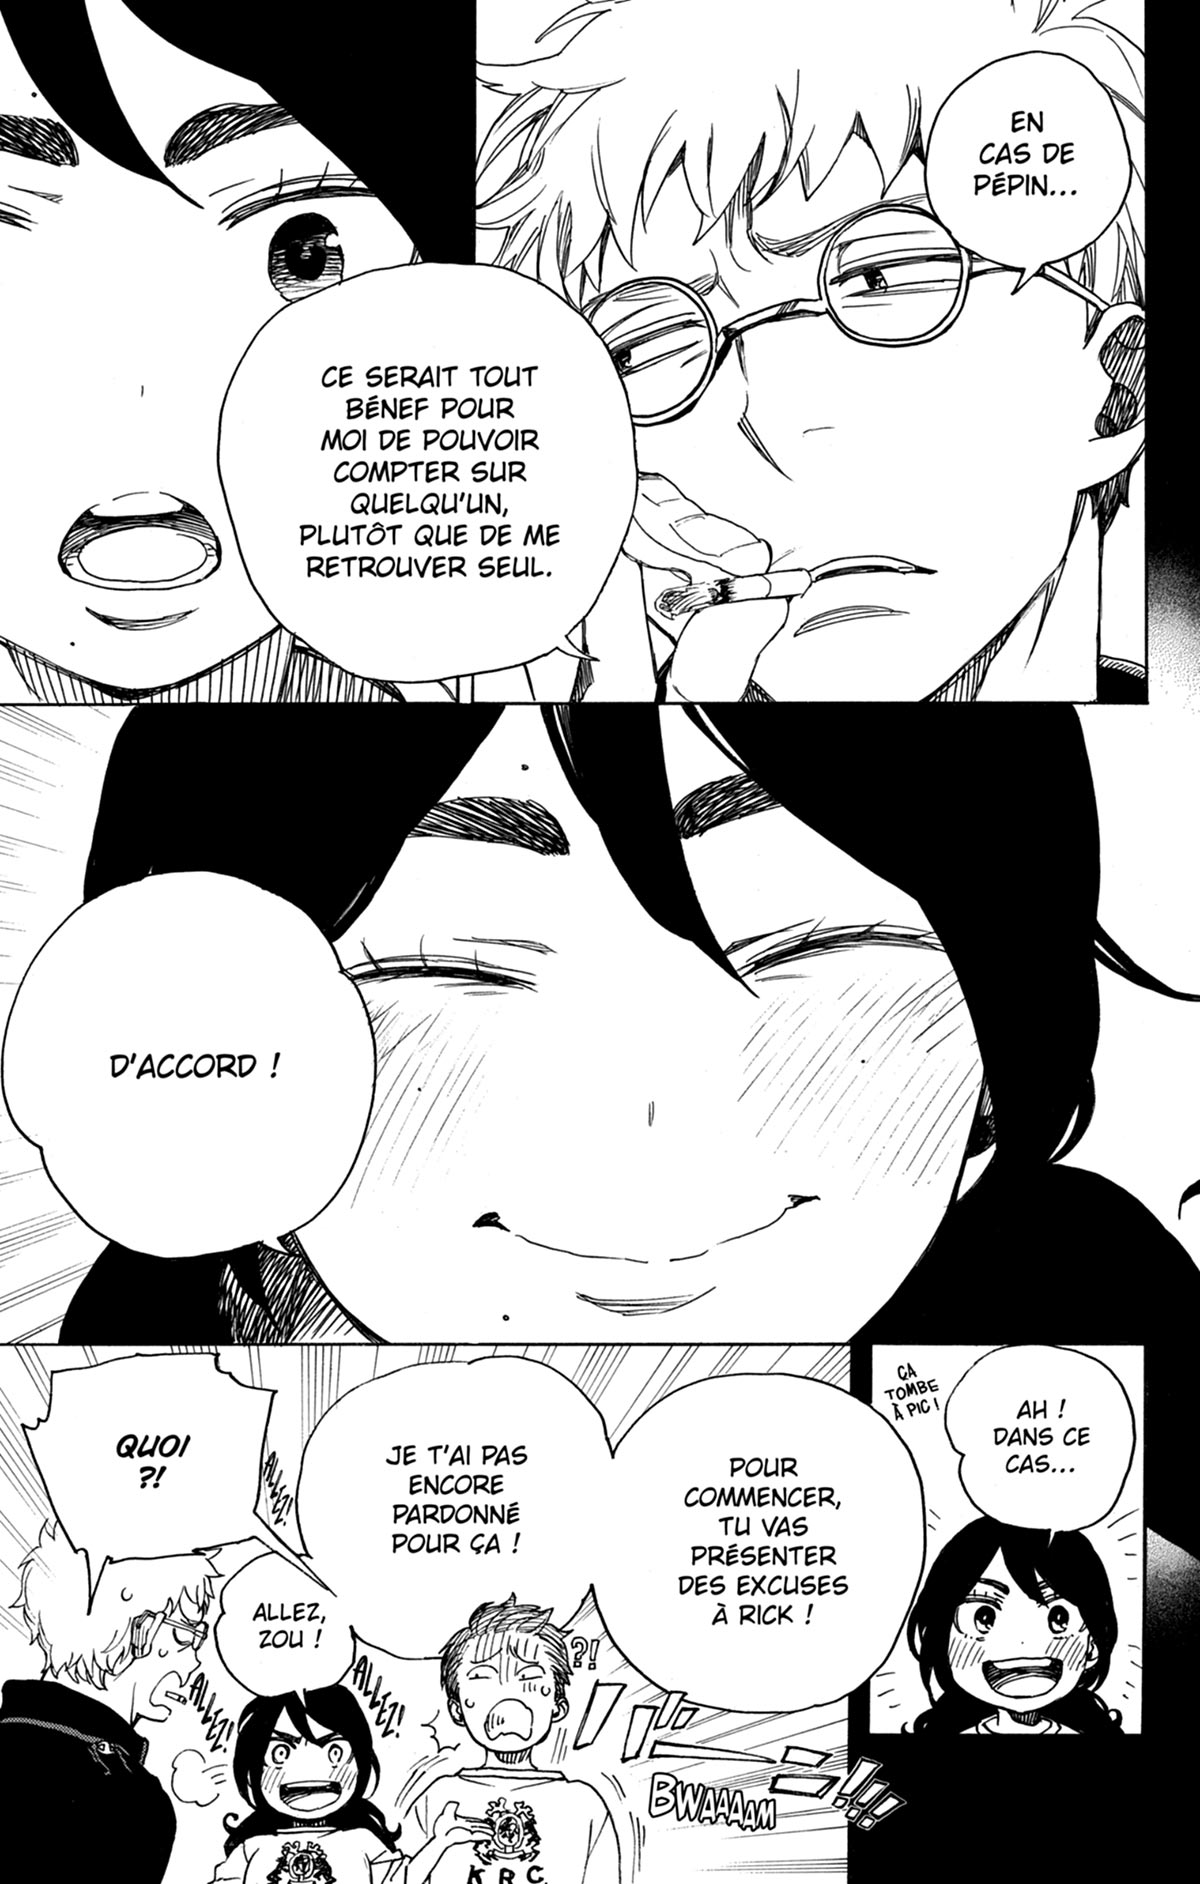 EN
CAS DE
PÉPIN...
CE SERAIT TOUT
BÉNEF POUR
MOI DE POUVOIR
COMPTER SUR
QUELQU'UN,
PLUTÔT QUE DE ME
RETROUVER SEUL.
D'ACCORD !
AH !
DANS CE
CAS...
ÇA
TOMBE
À PIC !
POUR
COMMENCER,
TU VAS
PRÉSENTER
DES EXCUSES
À RICK !
JE T'AI PAS
ENCORE
PARDONNÉ
POUR ÇA !
?!
!!!
BWAAAAM
K R C
QUOI
?!
ALLEZ!
ALLEZ,
ZOU !
ALLEZ!
ALLEZ!